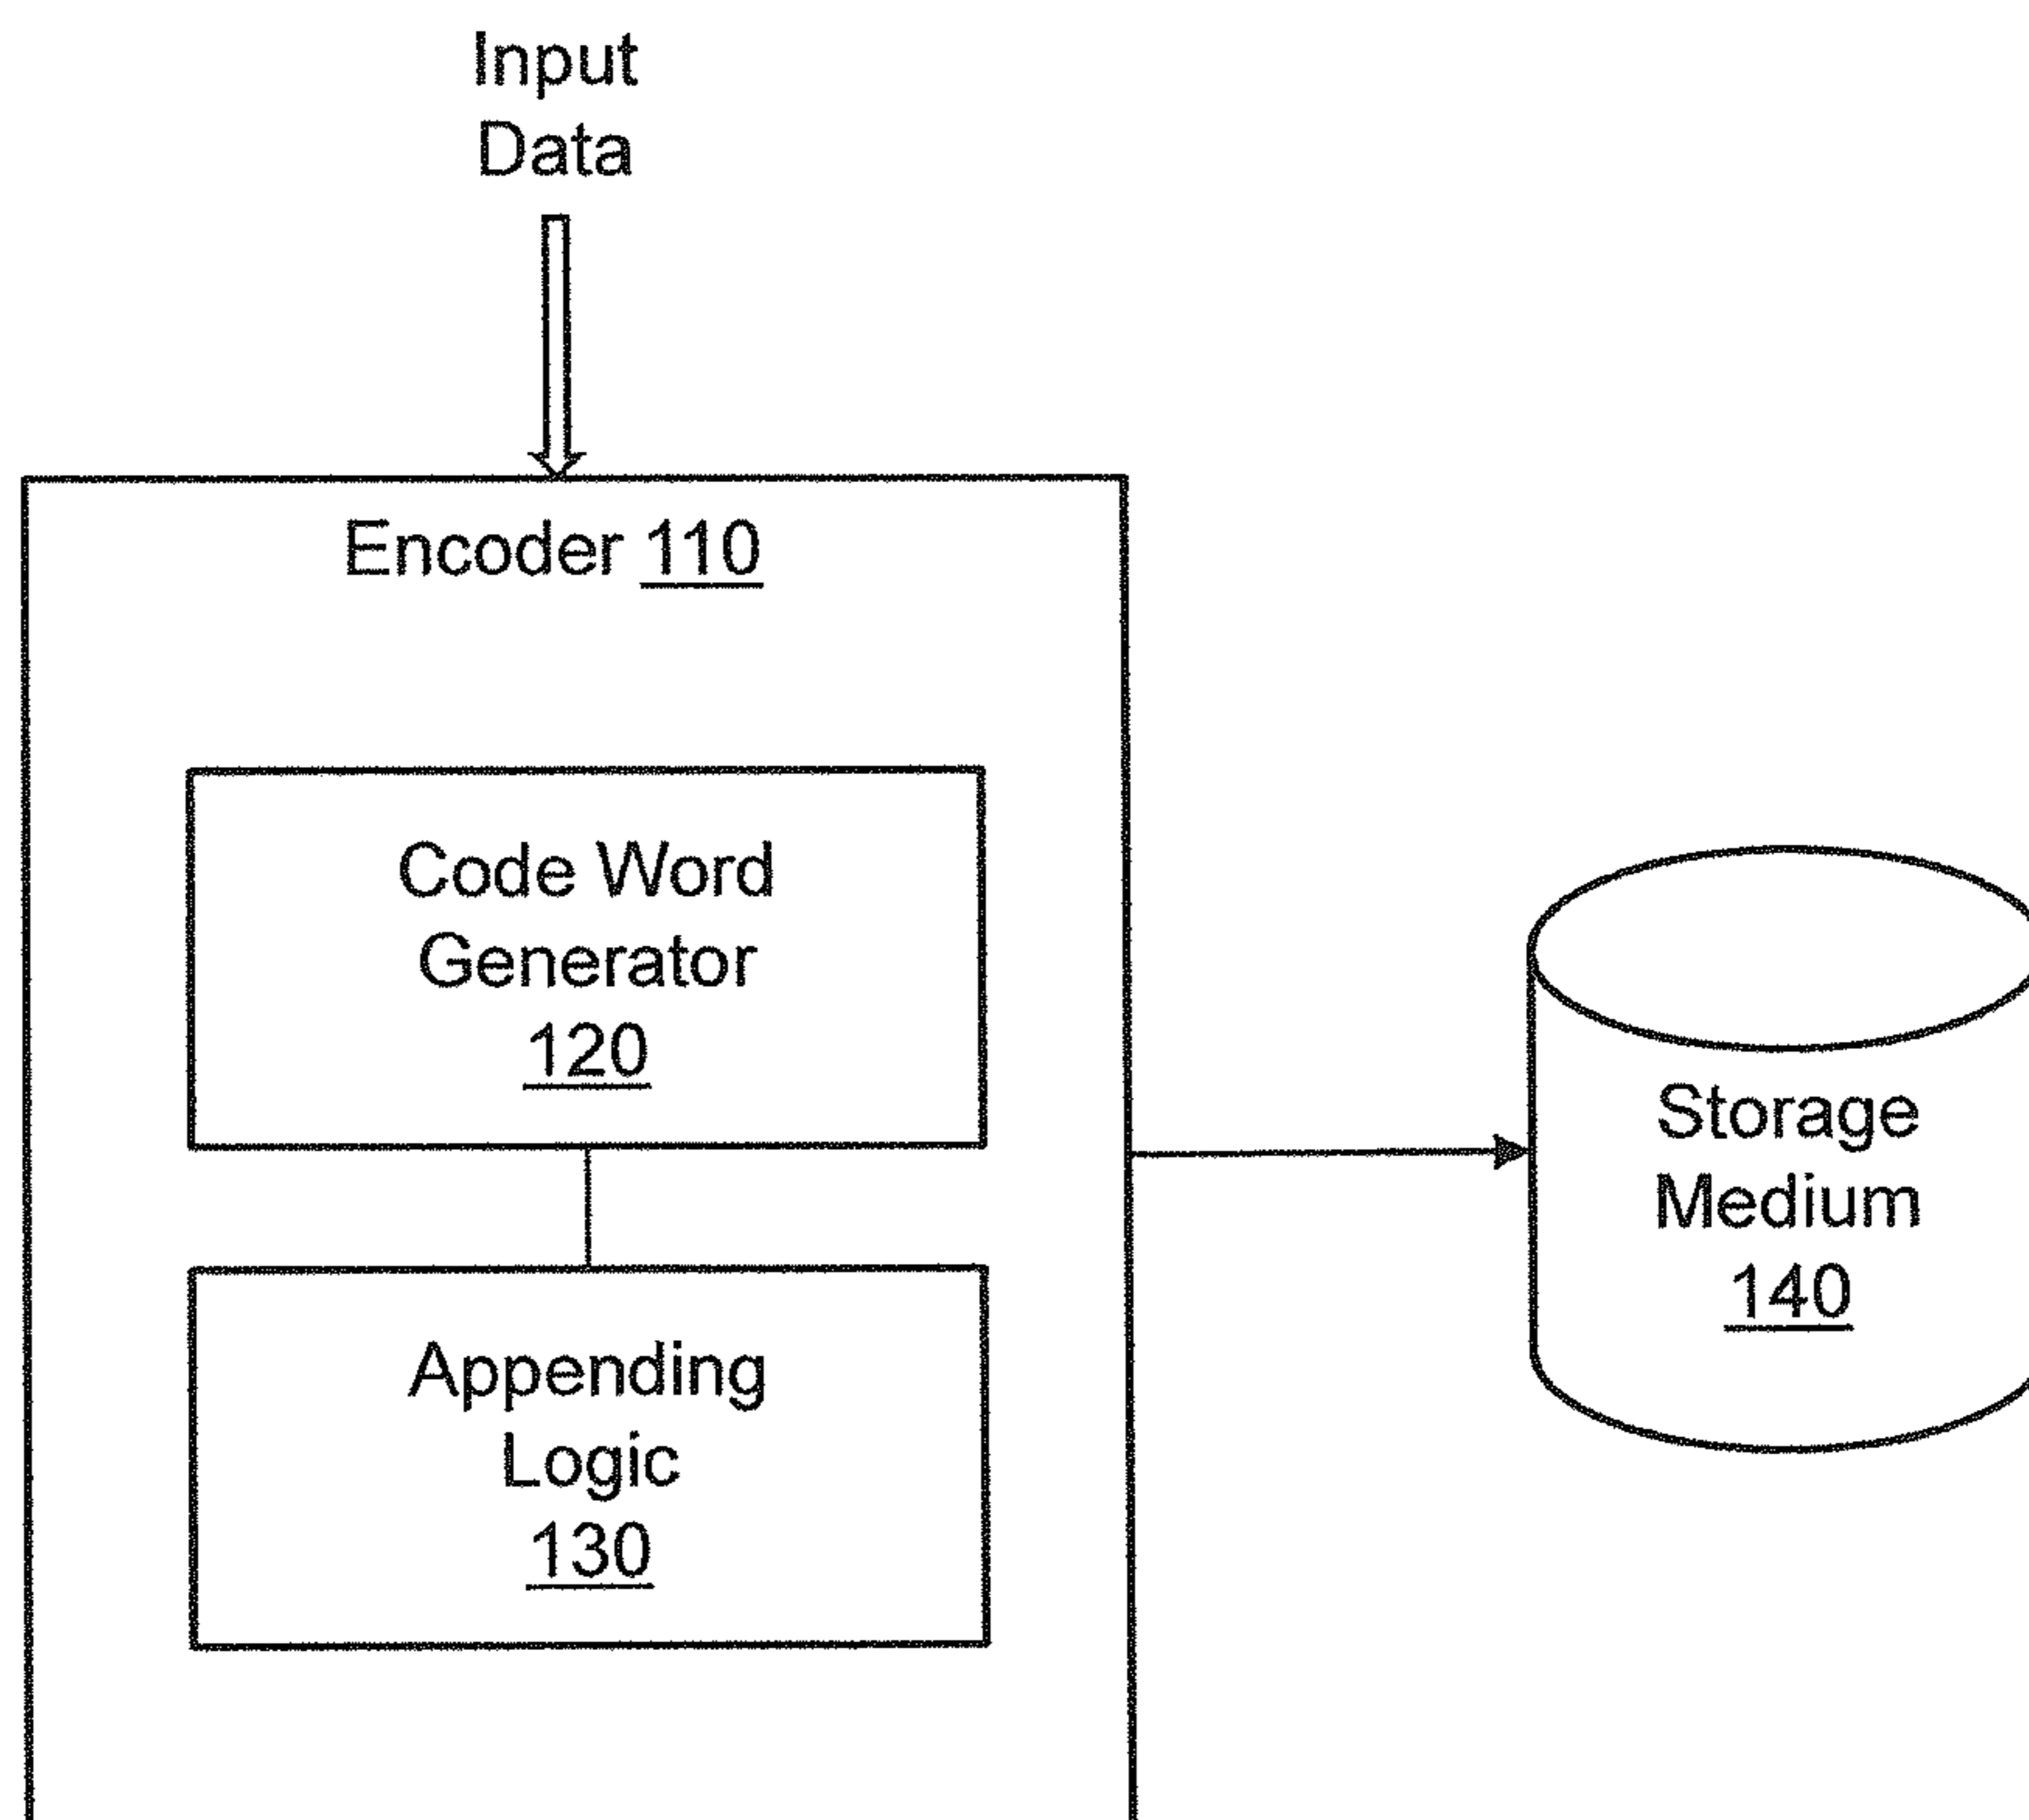 Input
Data
Encoder 110
Code Word
Generator
120
Appending
Logic
130
Storage
Medium
140